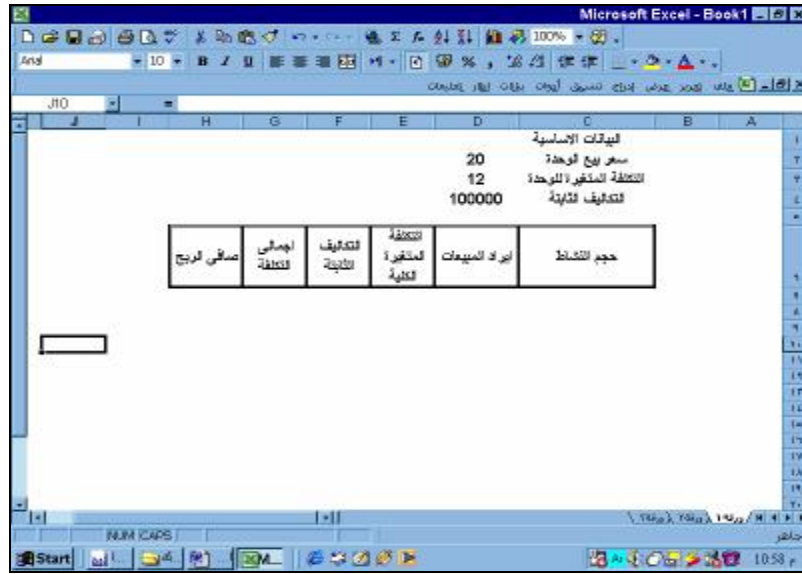 Microsoft Excel - Book1
100%
Arial 10 B I U
J10 =
J I H G F E D C B A
البيانات الاساسية
سعر بيع الوحدة 20
التكلفة المتغيرة للوحدة 12
التكاليف الثابتة 100000
حجم النشاط ايراد المبيعات التكلفة المتغيرة الكلية التكاليف الثابتة اجمالى التكلفة صافى الربح
NUM CAPS
جاهز
Start 10:58